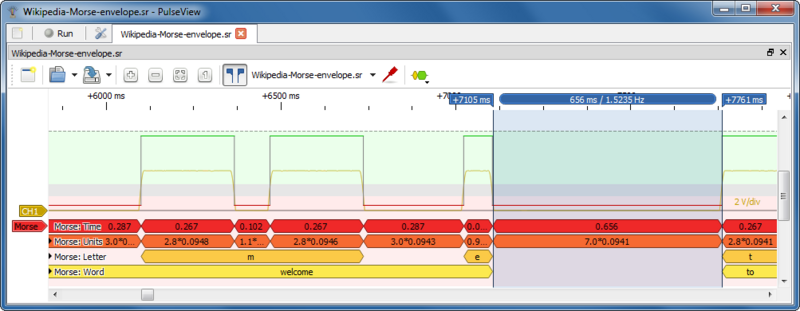 Wikipedia-Morse-envelope.sr - PulseView
Run Wikipedia-Morse-envelope.sr
Wikipedia-Morse-envelope.sr
Wikipedia-Morse-envelope.sr
+6000 ms +6500 ms +7105 ms 656 ms / 1.5235 Hz +7761 ms
CH1 2 V/div
Morse Morse: Time 0.287 0.267 0.102 0.267 0.287 0.0... 0.656 0.267
Morse: Units 3.0*0... 2.8*0.0948 1.1*... 2.8*0.0946 3.0*0.0943 0.9... 7.0*0.0941 2.8*0.0941
Morse: Letter m e t
Morse: Word welcome to